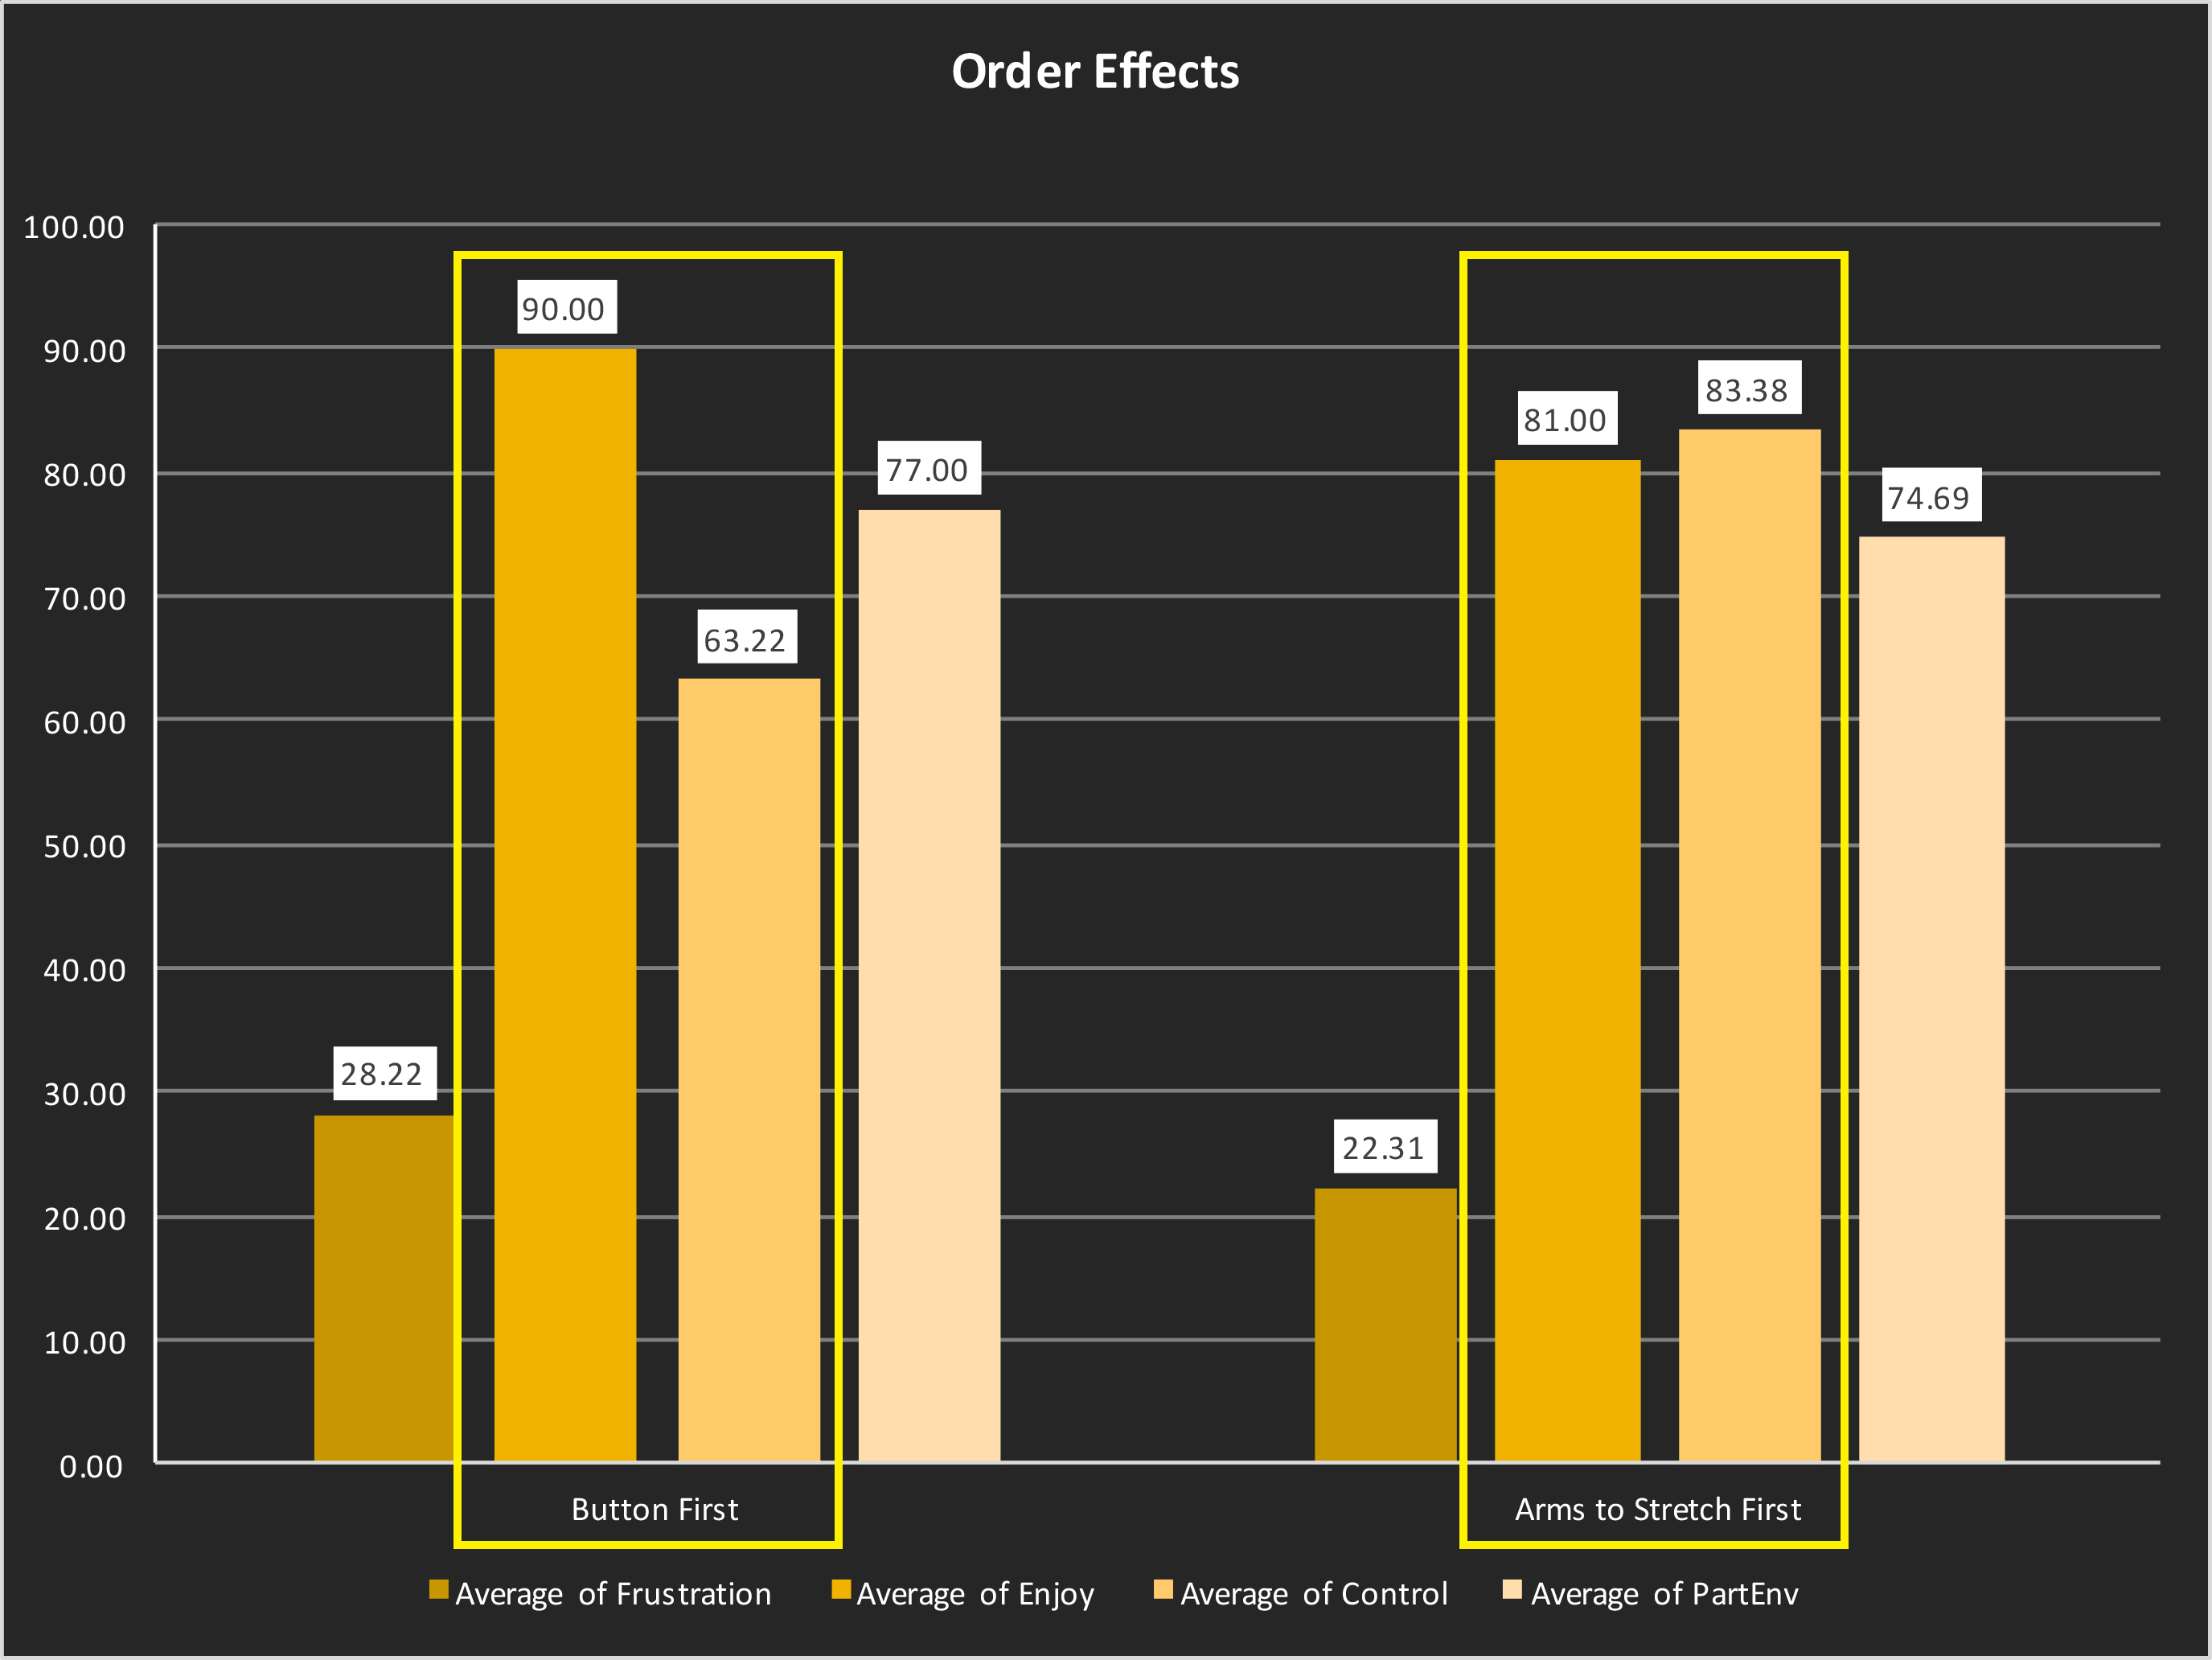 Order Effects
100.00
90.00
80.00
70.00
60.00
50.00
40.00
30.00
20.00
10.00
0.00
28.22
90.00
63.22
77.00
22.31
81.00
83.38
74.69
Button First
Arms to Stretch First
Average of Frustration
Average of Enjoy
Average of Control
Average of PartEnv